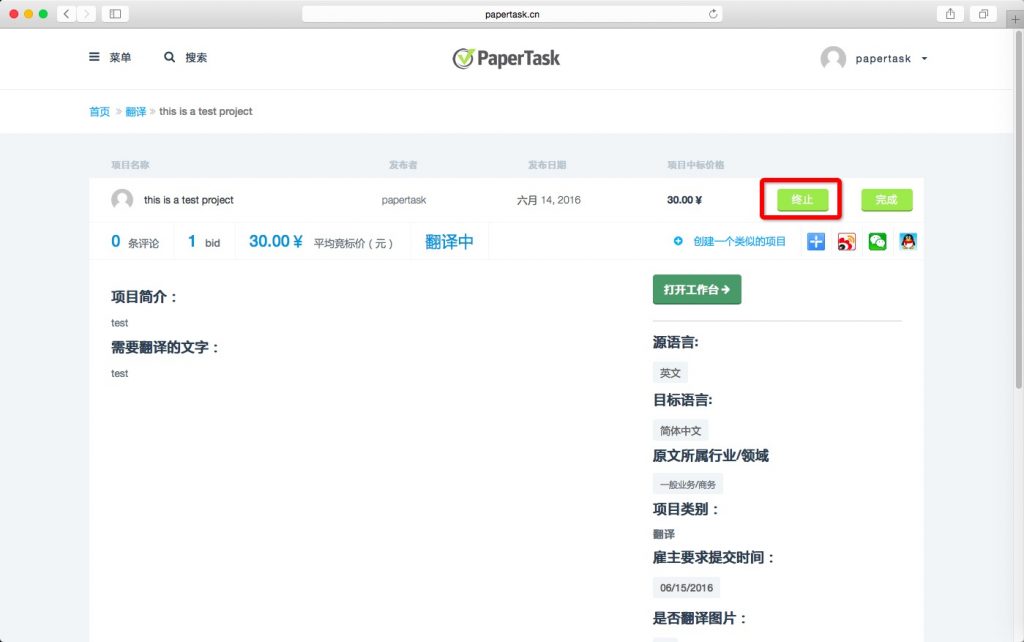 papertask.cn
菜单
搜索
PaperTask
papertask
首页 » 翻译 » this is a test project
项目名称 发布者 发布日期 项目中标价格
this is a test project papertask 六月 14, 2016 30.00 ¥ 终止 完成
0 条评论 1 bid 30.00 ¥ 平均竞标价 ( 元 ) 翻译中 创建一个类似的项目
项目简介：
test
需要翻译的文字：
test
打开工作台
源语言:
英文
目标语言:
简体中文
原文所属行业/领域
一般业务/商务
项目类别：
翻译
雇主要求提交时间：
06/15/2016
是否翻译图片：